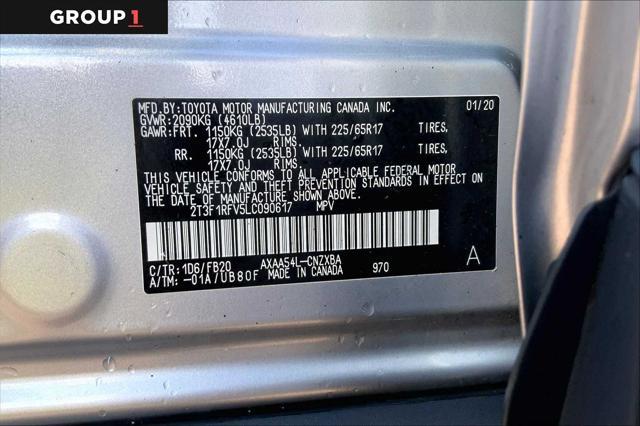 GROUP 1
MFD.BY:TOYOTA MOTOR MANUFACTURING CANADA INC. 01/20
GVWR:2090KG (4610LB)
GAWR:FRT. 1150KG (2535LB) WITH 225/65R17 TIRES,
17X7.0J RIMS.
RR. 1150KG (2535LB) WITH 225/65R17 TIRES,
17X7.0J RIMS.
THIS VEHICLE CONFORMS TO ALL APPLICABLE FEDERAL MOTOR
VEHICLE SAFETY AND THEFT PREVENTION STANDARDS IN EFFECT ON
THE DATE OF MANUFACTURE SHOWN ABOVE.
2T3F1RFV5LC090617 MPV
C/TR:1D6/FB20 AXAA54L-CNZXBA
A/TM:-01A/UB80F MADE IN CANADA 970 A